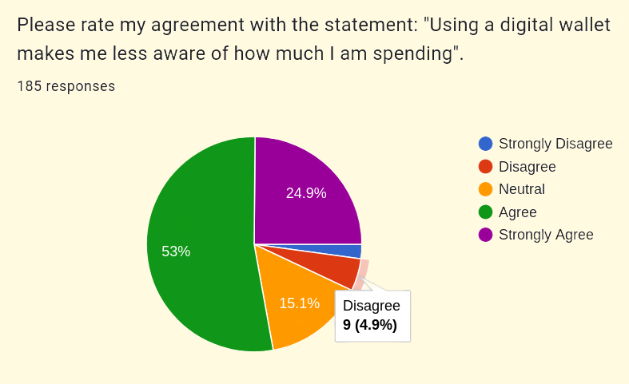 Please rate my agreement with the statement: "Using a digital wallet
makes me less aware of how much I am spending".
185 responses
Strongly Disagree
Disagree
Neutral
Agree
Strongly Agree
24.9%
53%
15.1%
Disagree
9 (4.9%)